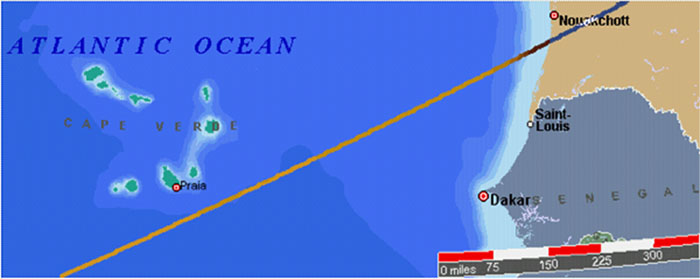 Nouakchott
ATLANTIC OCEAN
Saint-
Louis
CAPE VERDE
Praia
Dakar
SENEGAL
0 miles 75 150 225 300